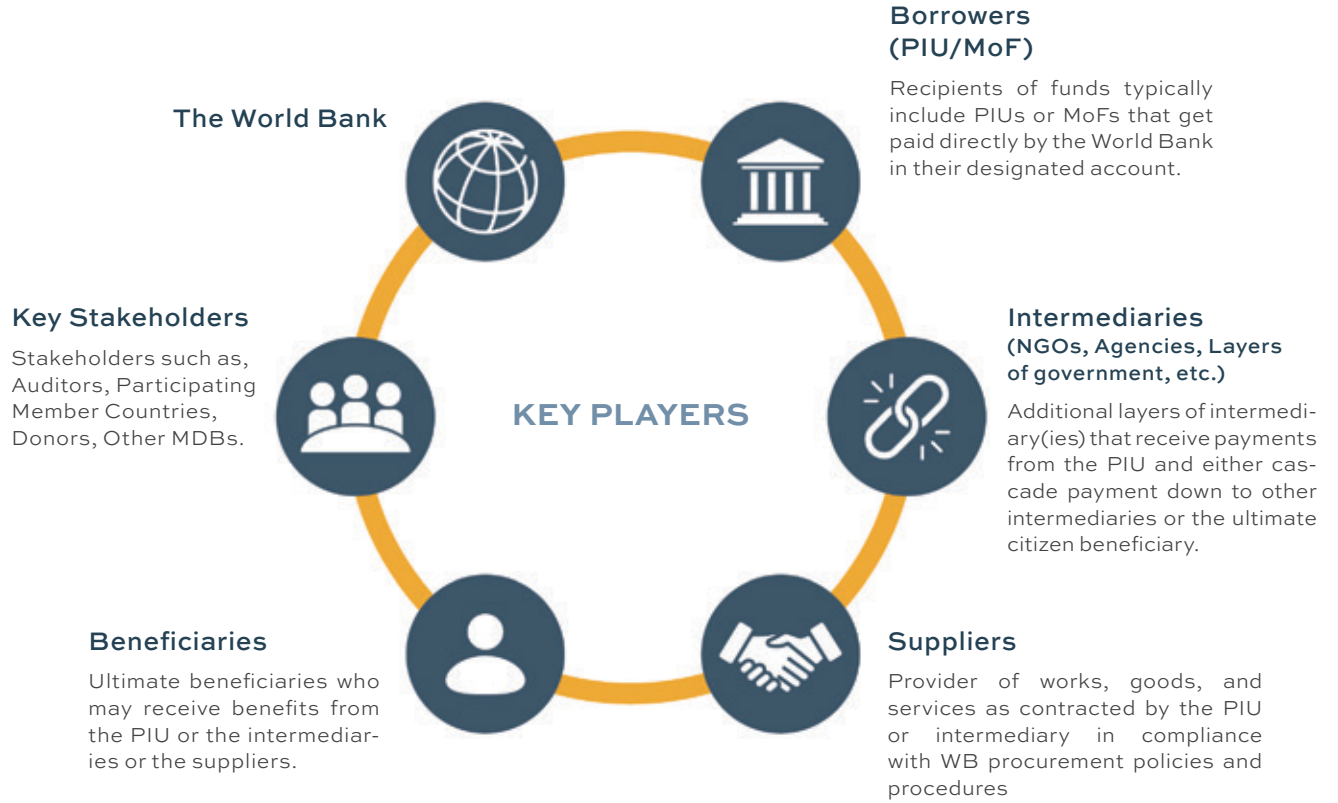 Borrowers
(PIU/MoF)
Recipients of funds typically
include PIUs or MoFs that get
paid directly by the World Bank
in their designated account.
The World Bank
Key Stakeholders
Stakeholders such as,
Auditors, Participating
Member Countries,
Donors, Other MDBs.
KEY PLAYERS
Intermediaries
(NGOs, Agencies, Layers
of government, etc.)
Additional layers of intermedi-
ary(ies) that receive payments
from the PIU and either cas-
cade payment down to other
intermediaries or the ultimate
citizen beneficiary.
Beneficiaries
Ultimate beneficiaries who
may receive benefits from
the PIU or the intermediar-
ies or the suppliers.
Suppliers
Provider of works, goods, and
services as contracted by the PIU
or intermediary in compliance
with WB procurement policies and
procedures